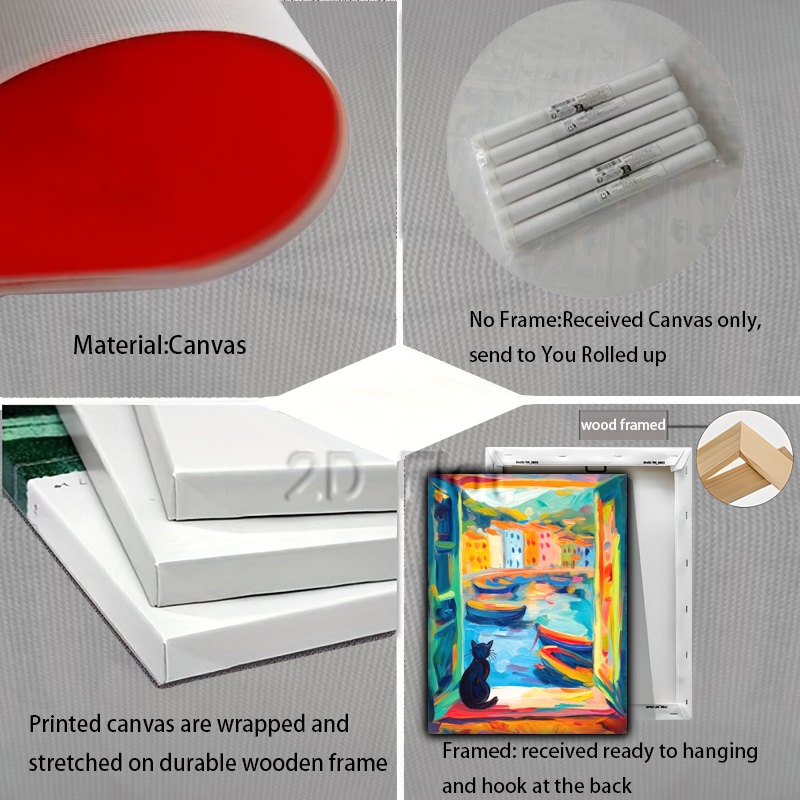 Material:Canvas
No Frame:Received Canvas only,
send to You Rolled up
2D
wood framed
Printed canvas are wrapped and
stretched on durable wooden frame
Framed: received ready to hanging
and hook at the back